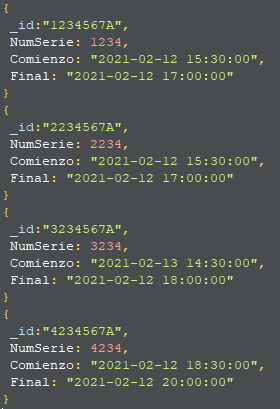 {
_id:"1234567A",
NumSerie: 1234,
Comienzo: "2021-02-12 15:30:00",
Final: "2021-02-12 17:00:00"
}
{
_id:"2234567A",
NumSerie: 2234,
Comienzo: "2021-02-12 15:30:00",
Final: "2021-02-12 17:00:00"
}
{
_id:"3234567A",
NumSerie: 3234,
Comienzo: "2021-02-13 14:30:00",
Final: "2021-02-12 18:00:00"
}
{
_id:"4234567A",
NumSerie: 4234,
Comienzo: "2021-02-12 18:30:00",
Final: "2021-02-12 20:00:00"
}